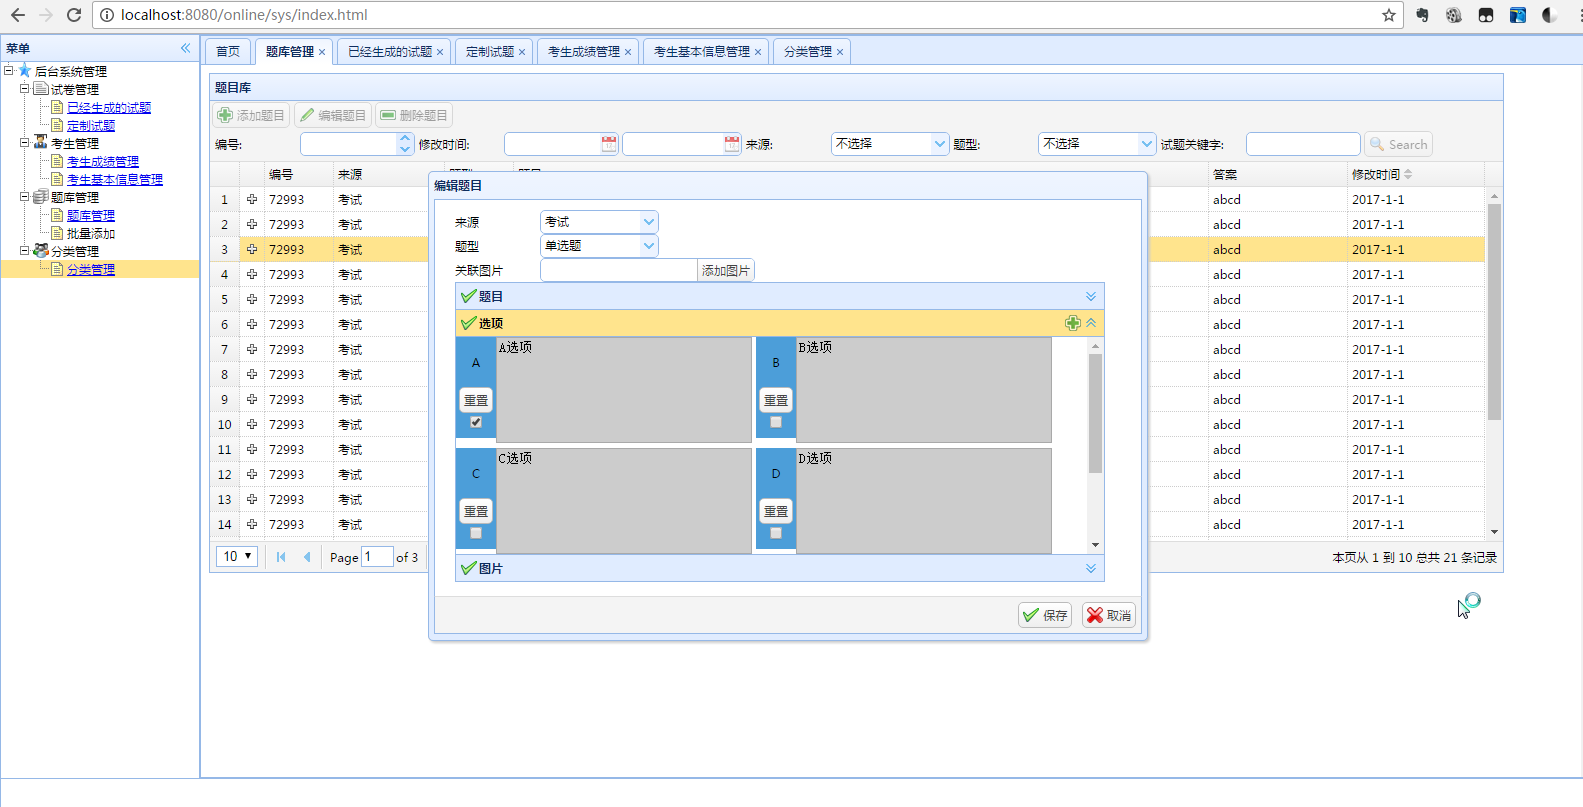 localhost:8080/online/sys/index.html
菜单
后台系统管理
试卷管理
已经生成的试题
定制试题
考生管理
考生成绩管理
考生基本信息管理
题库管理
题库管理
批量添加
分类管理
分类管理
首页 题库管理 已经生成的试题 定制试题 考生成绩管理 考生基本信息管理 分类管理
题目库
添加题目 编辑题目 删除题目
编号: 修改时间: 来源: 不选择 题型: 不选择 试题关键字: Search
编号 来源 答案 修改时间
1 72993 考试 abcd 2017-1-1
2 72993 考试 abcd 2017-1-1
3 72993 考试 abcd 2017-1-1
4 72993 考试 abcd 2017-1-1
5 72993 考试 abcd 2017-1-1
6 72993 考试 abcd 2017-1-1
7 72993 考试 abcd 2017-1-1
8 72993 考试 abcd 2017-1-1
9 72993 考试 abcd 2017-1-1
10 72993 考试 abcd 2017-1-1
11 72993 考试 abcd 2017-1-1
12 72993 考试 abcd 2017-1-1
13 72993 考试 abcd 2017-1-1
14 72993 考试 abcd 2017-1-1
10 Page 1 of 3 本页从 1 到 10 总共 21 条记录
编辑题目
来源 考试
题型 单选题
关联图片 添加图片
题目
选项
A 重置 A选项
B 重置 B选项
C 重置 C选项
D 重置 D选项
图片
保存 取消